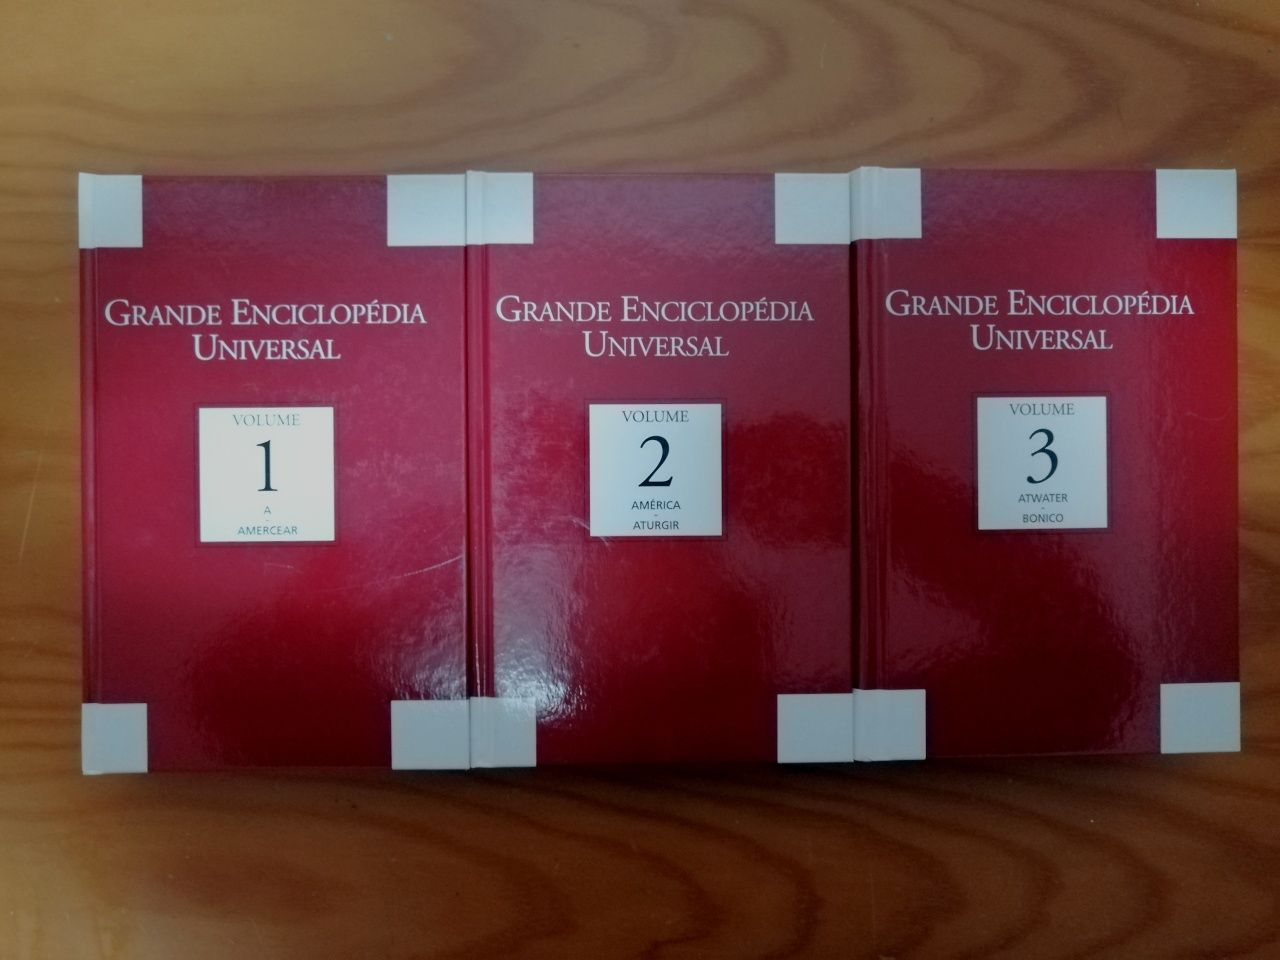 GRANDE ENCICLOPÉDIA
UNIVERSAL
VOLUME
1
A
-
AMERCEAR
GRANDE ENCICLOPÉDIA
UNIVERSAL
VOLUME
2
AMÉRICA
-
ATURGIR
GRANDE ENCICLOPÉDIA
UNIVERSAL
VOLUME
3
ATWATER
-
BONICO